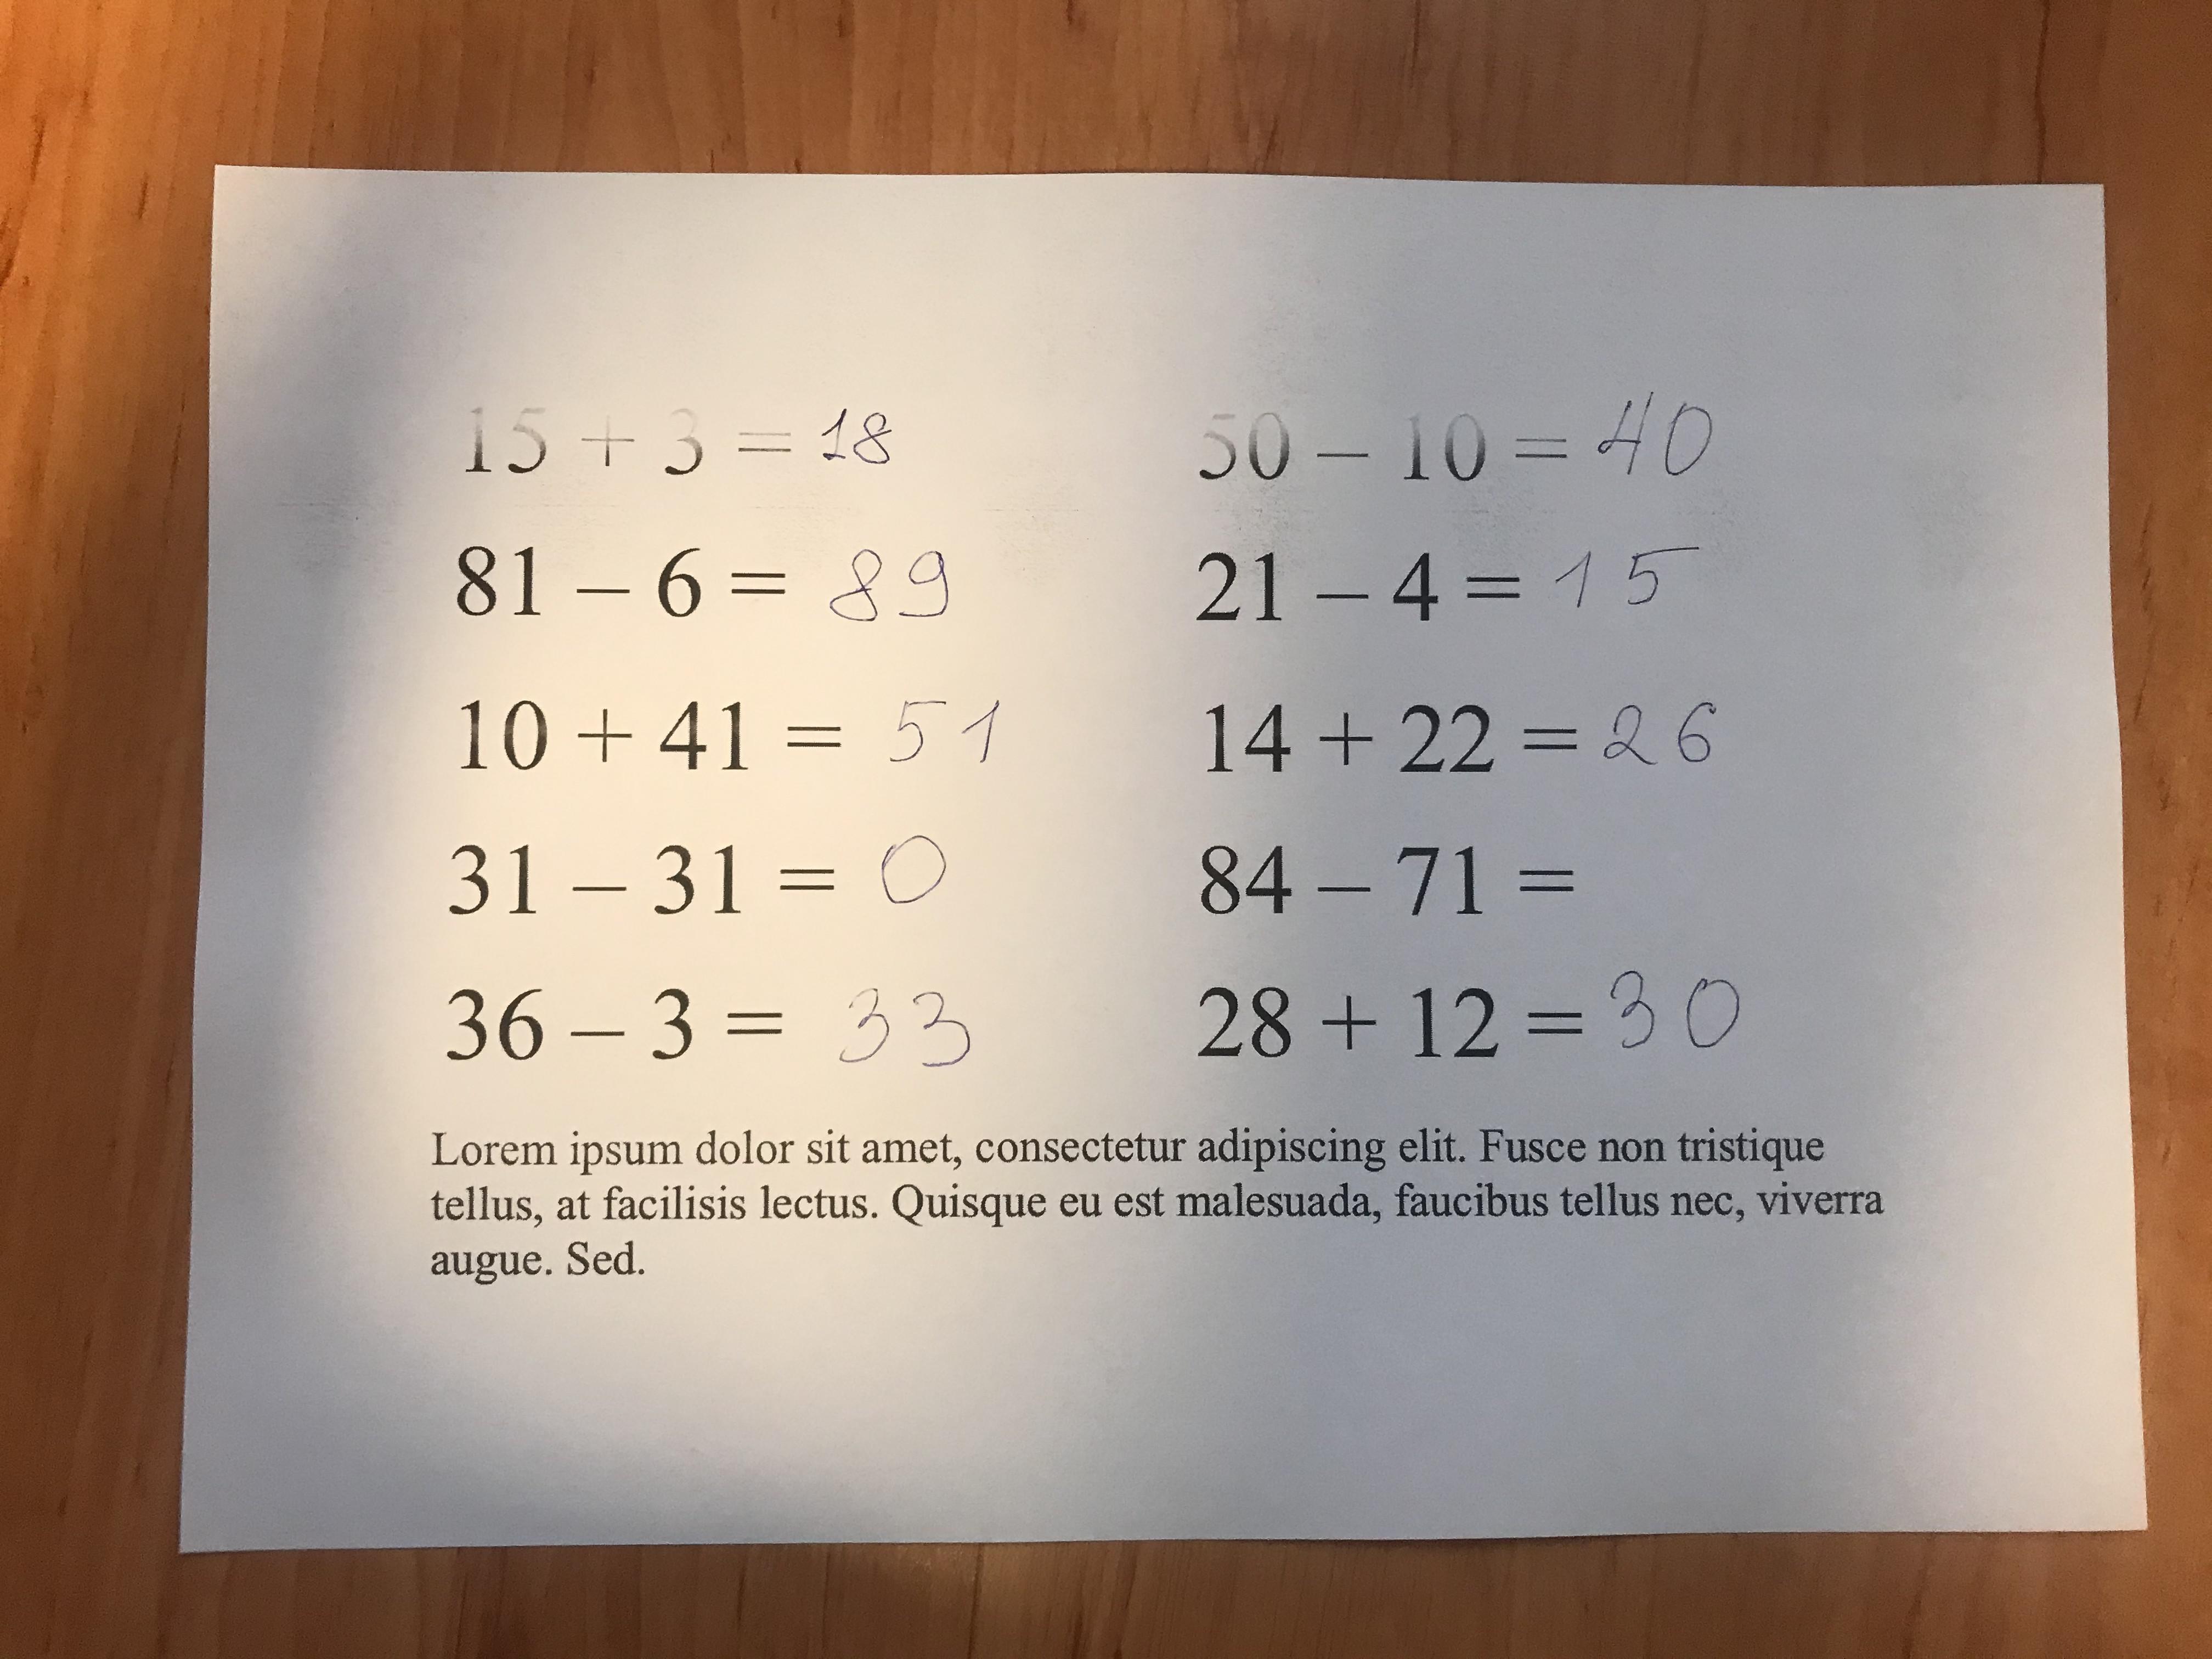 15 + 3 = 18 50 – 10 = 40
81 – 6 = 89 21 – 4 = 15
10 + 41 = 51 14 + 22 = 26
31 – 31 = 0 84 – 71 =
36 – 3 = 33 28 + 12 = 30
Lorem ipsum dolor sit amet, consectetur adipiscing elit. Fusce non tristique
tellus, at facilisis lectus. Quisque eu est malesuada, faucibus tellus nec, viverra
augue. Sed.